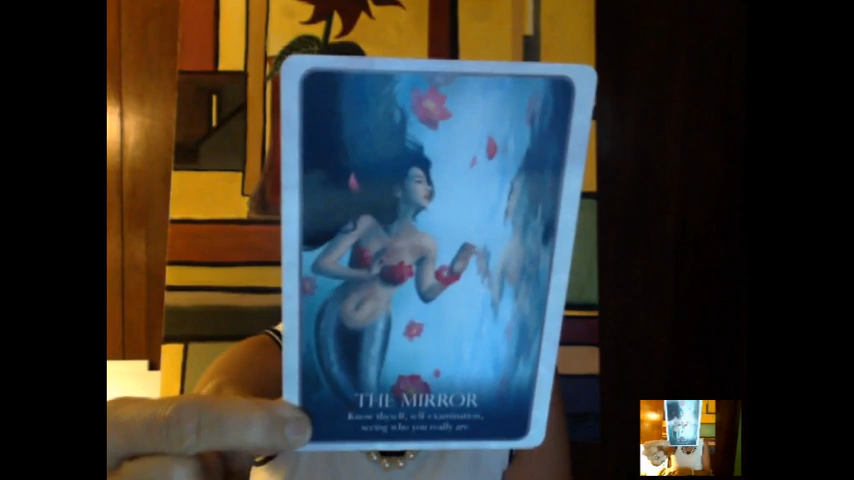 THE MIRROR
Know thyself, self examination,
seeing who you really are